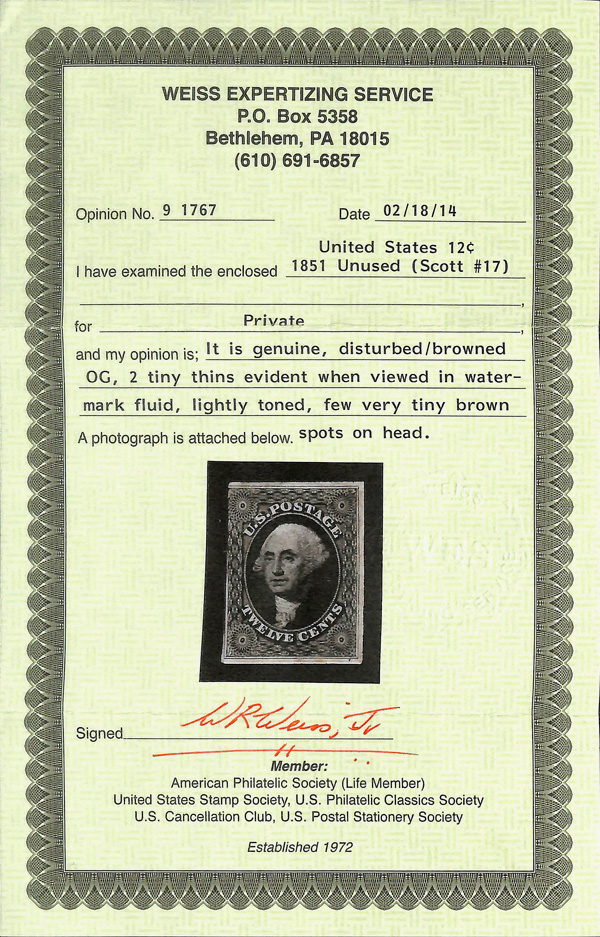 WEISS EXPERTIZING SERVICE
P.O. Box 5358
Bethlehem, PA 18015
(610) 691-6857
Opinion No. 9 1767 Date 02/18/14
United States 12¢
I have examined the enclosed 1851 Unused (Scott #17)
for Private
and my opinion is; It is genuine, disturbed/browned
OG, 2 tiny thins evident when viewed in water-
mark fluid, lightly toned, few very tiny brown
A photograph is attached below. spots on head.
U.S. POSTAGE
TWELVE CENTS
Signed WRWeiss, Jr
Member:
American Philatelic Society (Life Member)
United States Stamp Society, U.S. Philatelic Classics Society
U.S. Cancellation Club, U.S. Postal Stationery Society
Established 1972